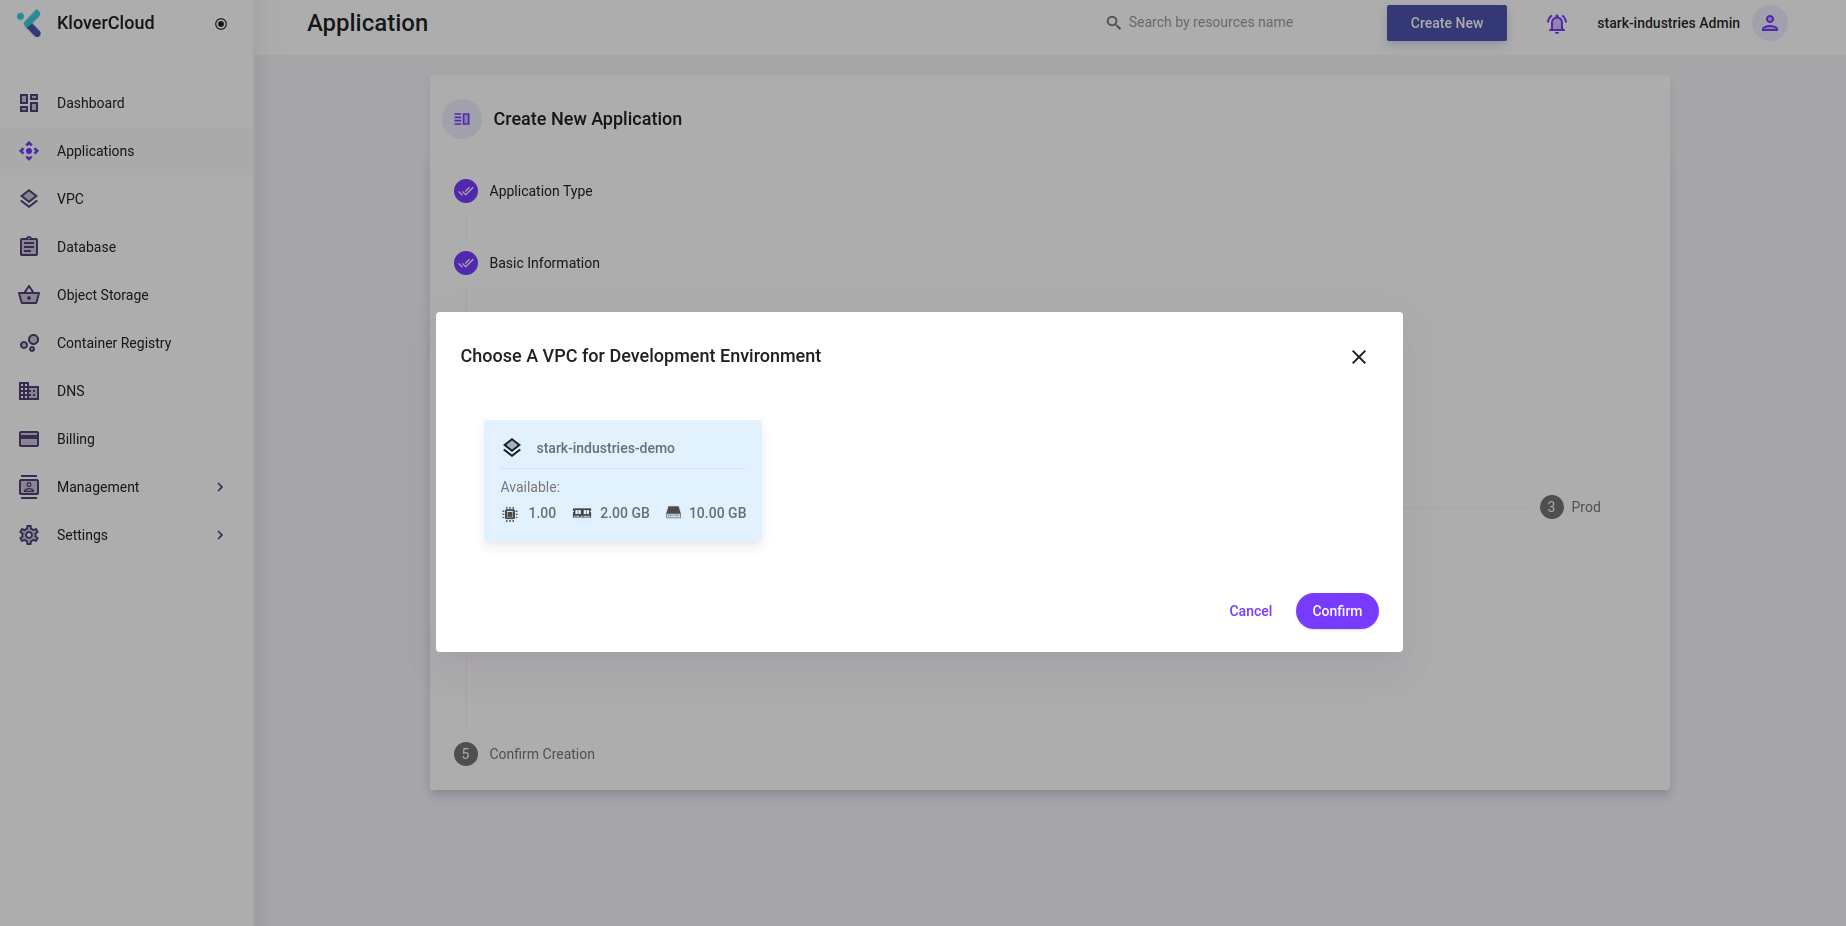 KloverCloud
Application
Search by resources name
Create New
stark-industries Admin
Dashboard
Applications
VPC
Database
Object Storage
Container Registry
DNS
Billing
Management
Settings
Create New Application
Application Type
Basic Information
Choose A VPC for Development Environment
stark-industries-demo
Available:
1.00 2.00 GB 10.00 GB
Cancel Confirm
3 Prod
5 Confirm Creation